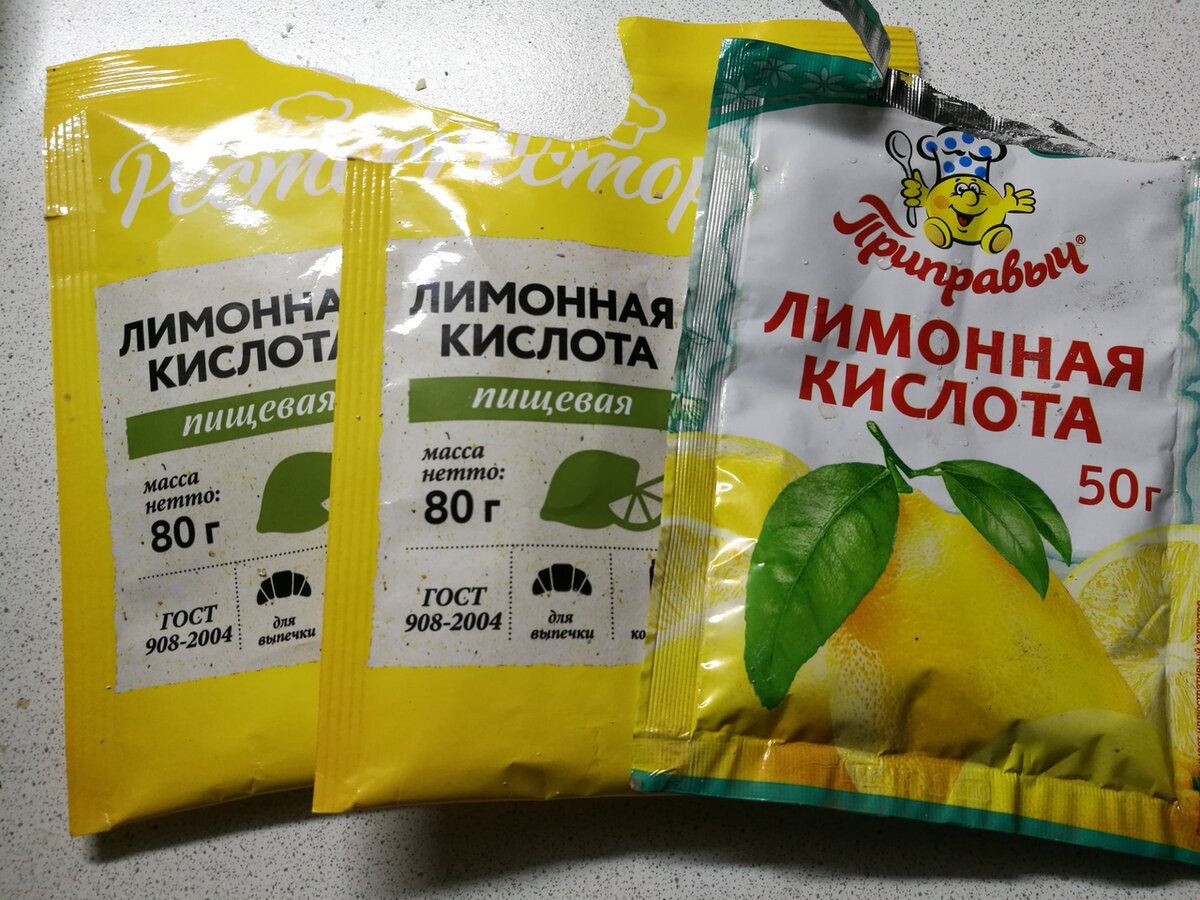 ЛИМОННА
КИСЛОТА
пищевая
масса
нетто:
80 г
ГОСТ
908-2004
для
выпечки
ЛИМОННАЯ
КИСЛОТА
пищевая
масса
нетто:
80 г
ГОСТ
908-2004
для
выпечки
Приправыч®
ЛИМОННАЯ
КИСЛОТА
50г